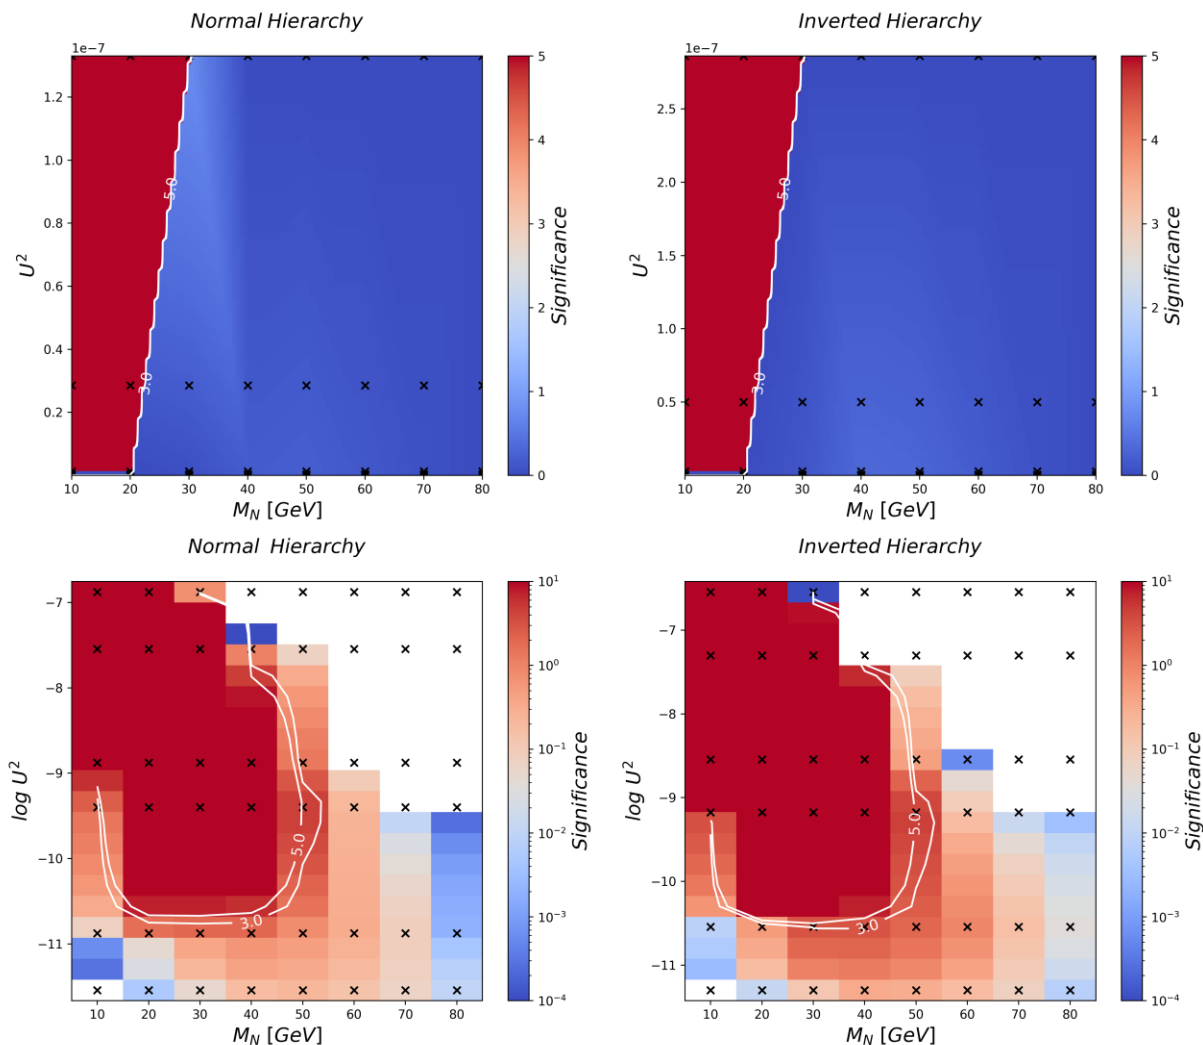 Normal Hierarchy
1e−7
1.2
1.0
0.8
0.6
0.4
0.2
U²
10 20 30 40 50 60 70 80
M_N [GeV]
5.0
3.0
5
4
3
2
1
0
Significance
Inverted Hierarchy
1e−7
2.5
2.0
1.5
1.0
0.5
U²
10 20 30 40 50 60 70 80
M_N [GeV]
5.0
3.0
5
4
3
2
1
0
Significance
Normal Hierarchy
−7
−8
−9
−10
−11
log U²
10 20 30 40 50 60 70 80
M_N [GeV]
5.0
3.0
10¹
10⁰
10⁻¹
10⁻²
10⁻³
10⁻⁴
Significance
Inverted Hierarchy
−7
−8
−9
−10
−11
log U²
10 20 30 40 50 60 70 80
M_N [GeV]
5.0
3.0
10¹
10⁰
10⁻¹
10⁻²
10⁻³
10⁻⁴
Significance